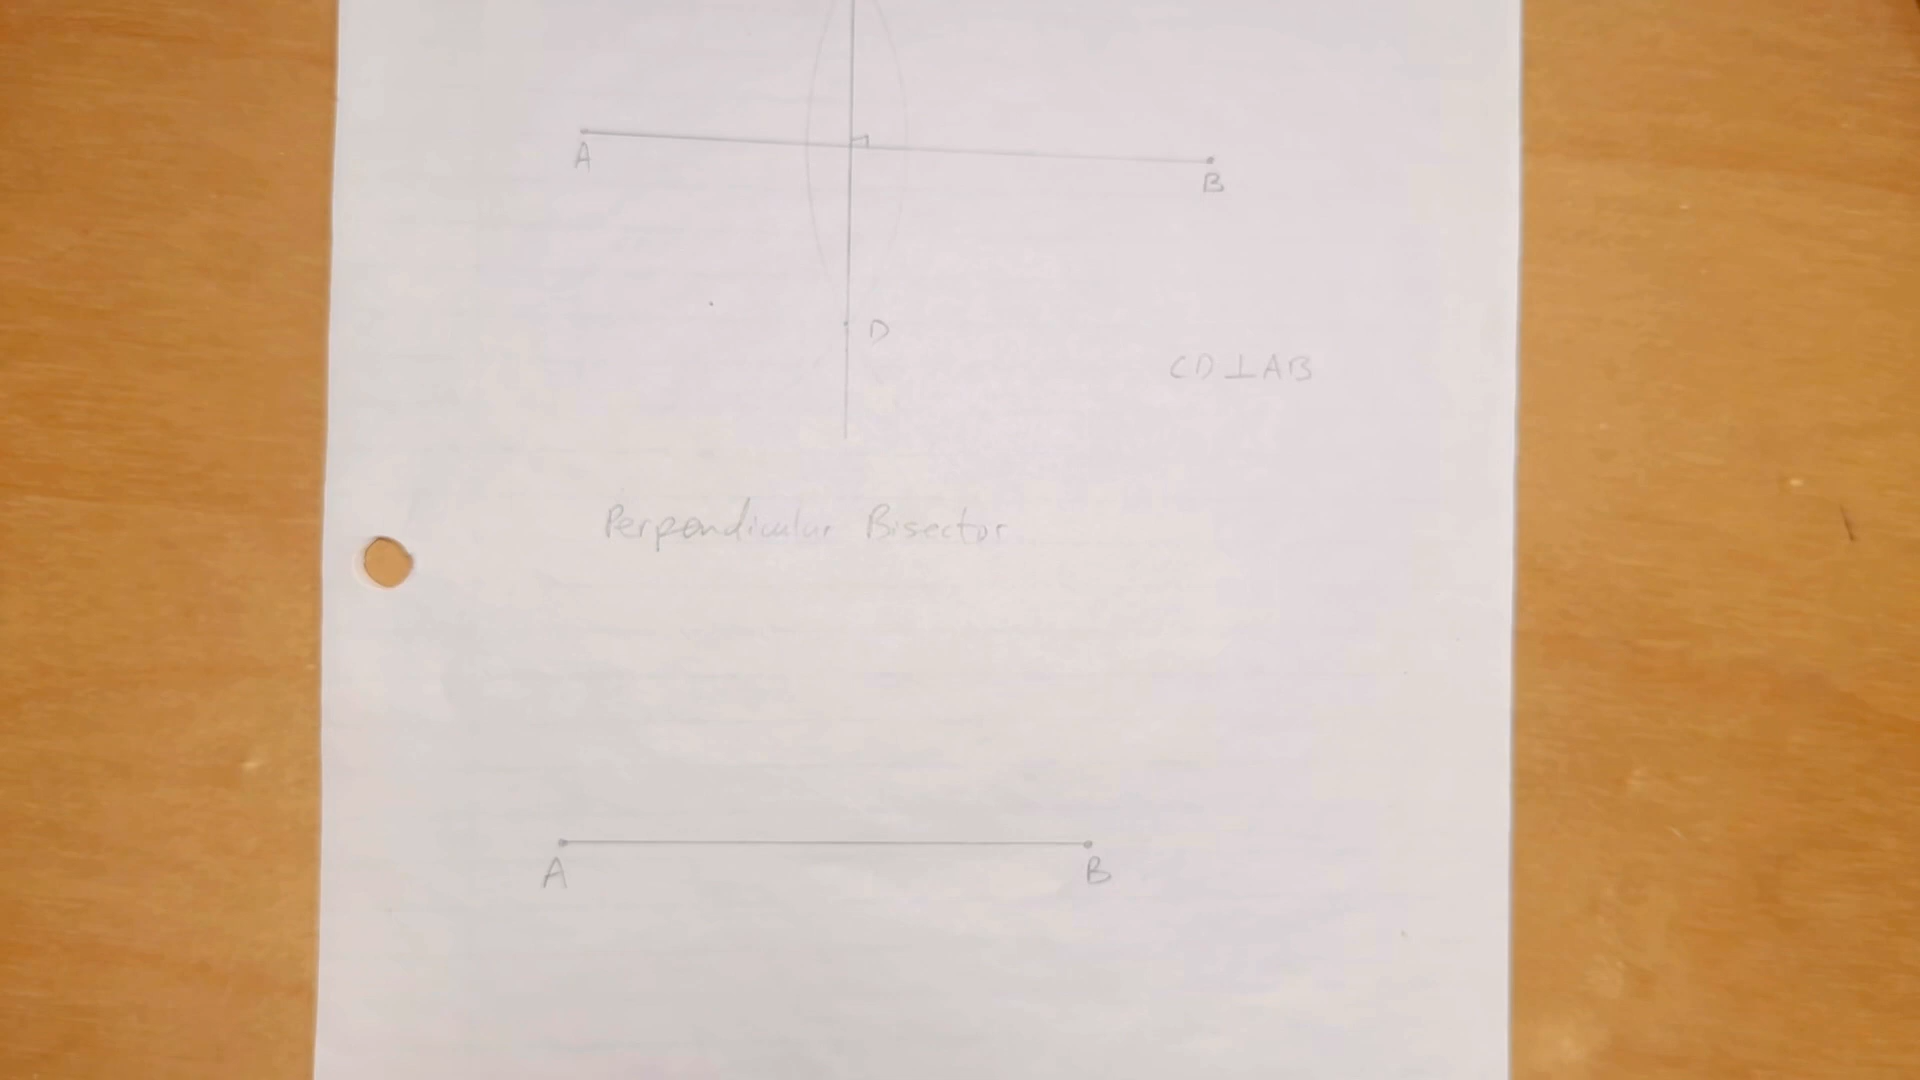 A
B
D
CD⊥AB
Perpendicular Bisector
A B